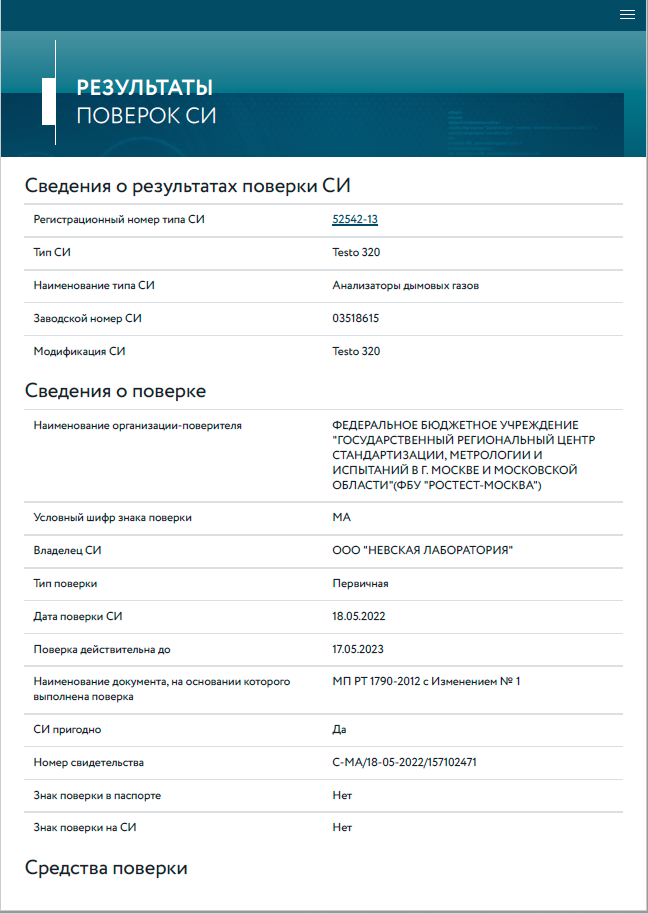 РЕЗУЛЬТАТЫ
ПОВЕРОК СИ
Сведения о результатах поверки СИ
Регистрационный номер типа СИ 52542-13
Тип СИ Testo 320
Наименование типа СИ Анализаторы дымовых газов
Заводской номер СИ 03518615
Модификация СИ Testo 320
Сведения о поверке
Наименование организации-поверителя ФЕДЕРАЛЬНОЕ БЮДЖЕТНОЕ УЧРЕЖДЕНИЕ
"ГОСУДАРСТВЕННЫЙ РЕГИОНАЛЬНЫЙ ЦЕНТР
СТАНДАРТИЗАЦИИ, МЕТРОЛОГИИ И
ИСПЫТАНИЙ В Г. МОСКВЕ И МОСКОВСКОЙ
ОБЛАСТИ"(ФБУ "РОСТЕСТ-МОСКВА")
Условный шифр знака поверки МА
Владелец СИ ООО "НЕВСКАЯ ЛАБОРАТОРИЯ"
Тип поверки Первичная
Дата поверки СИ 18.05.2022
Поверка действительна до 17.05.2023
Наименование документа, на основании которого МП РТ 1790-2012 с Изменением № 1
выполнена поверка
СИ пригодно Да
Номер свидетельства С-МА/18-05-2022/157102471
Знак поверки в паспорте Нет
Знак поверки на СИ Нет
Средства поверки